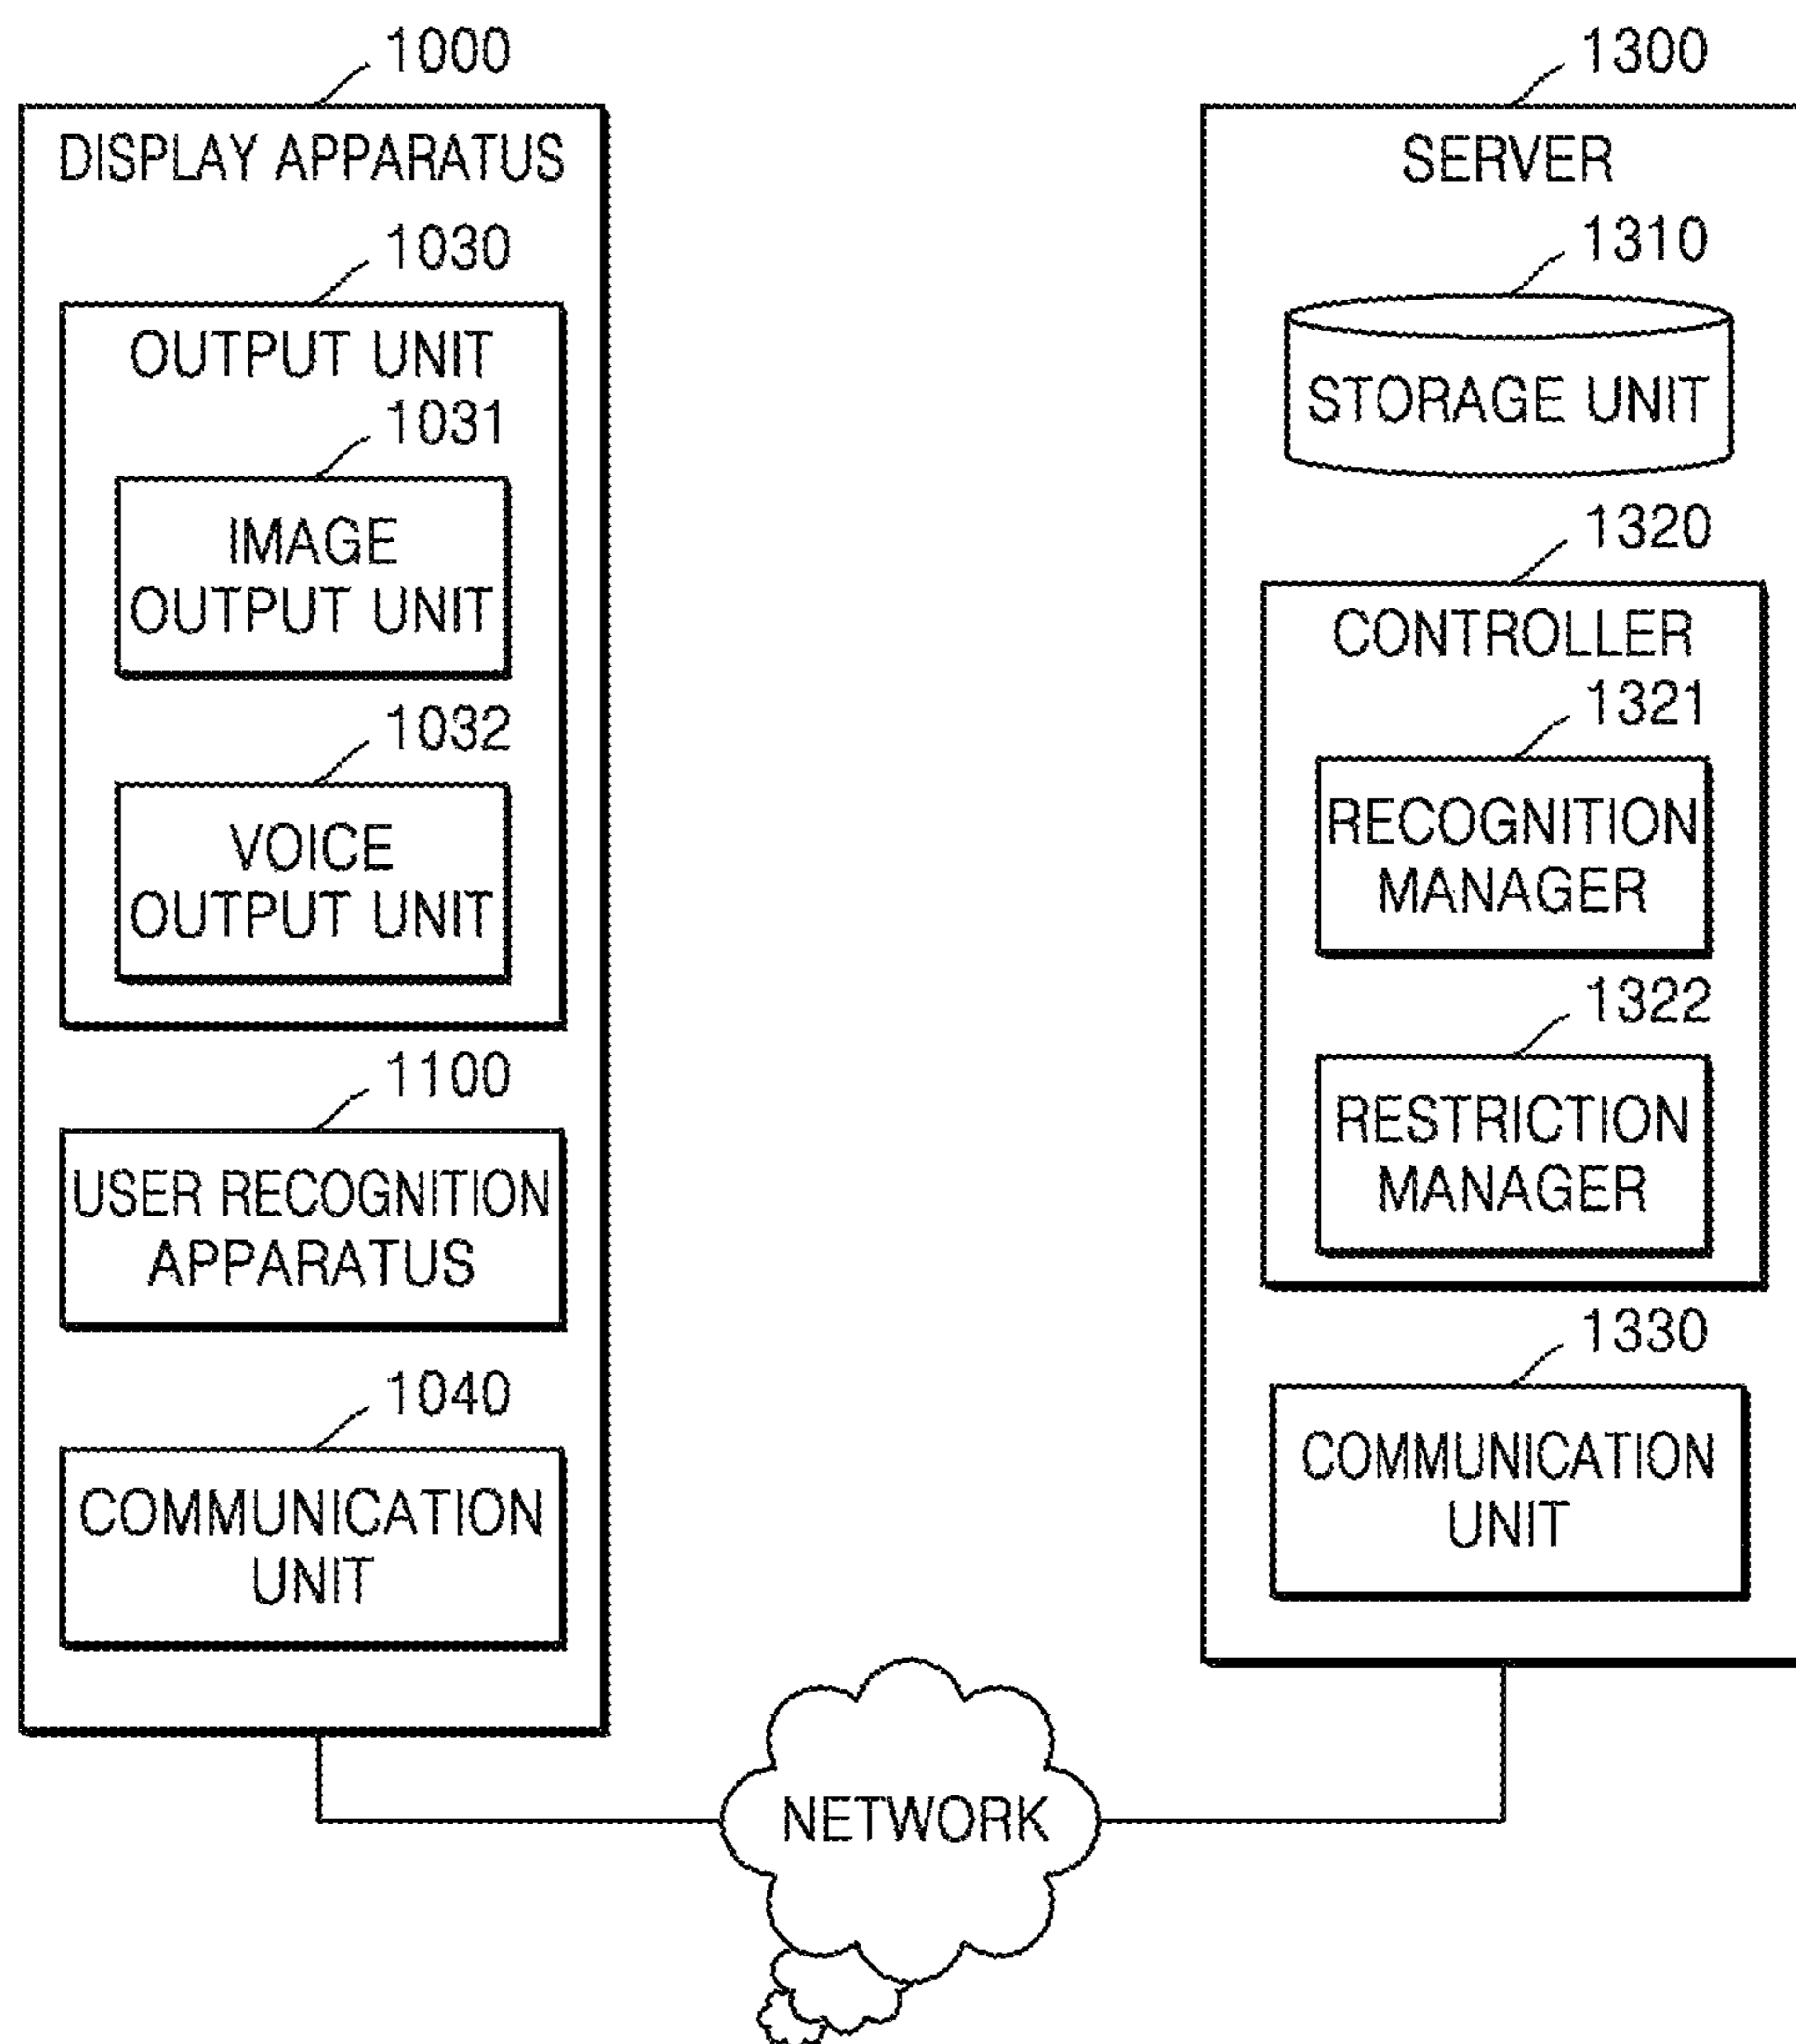 1000
DISPLAY APPARATUS
1030
OUTPUT UNIT
1031
IMAGE
OUTPUT UNIT
1032
VOICE
OUTPUT UNIT
1100
USER RECOGNITION
APPARATUS
1040
COMMUNICATION
UNIT
1300
SERVER
1310
STORAGE UNIT
1320
CONTROLLER
1321
RECOGNITION
MANAGER
1322
RESTRICTION
MANAGER
1330
COMMUNICATION
UNIT
NETWORK